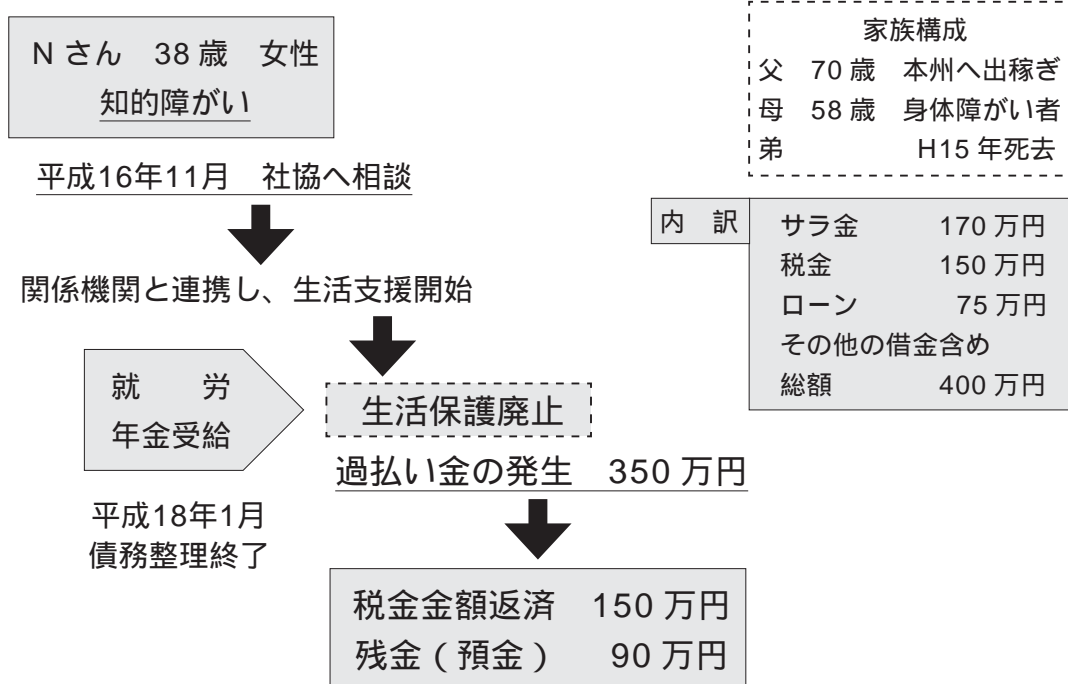 Nさん 38歳 女性
知的障がい
家族構成
父 70歳 本州へ出稼ぎ
母 58歳 身体障がい者
弟 H15年死去
平成16年11月 社協へ相談
内 訳
サラ金 170万円
税金 150万円
ローン 75万円
その他の借金含め
総額 400万円
関係機関と連携し、生活支援開始
就 労
年金受給
生活保護廃止
過払い金の発生 350万円
平成18年1月
債務整理終了
税金金額返済 150万円
残金(預金) 90万円